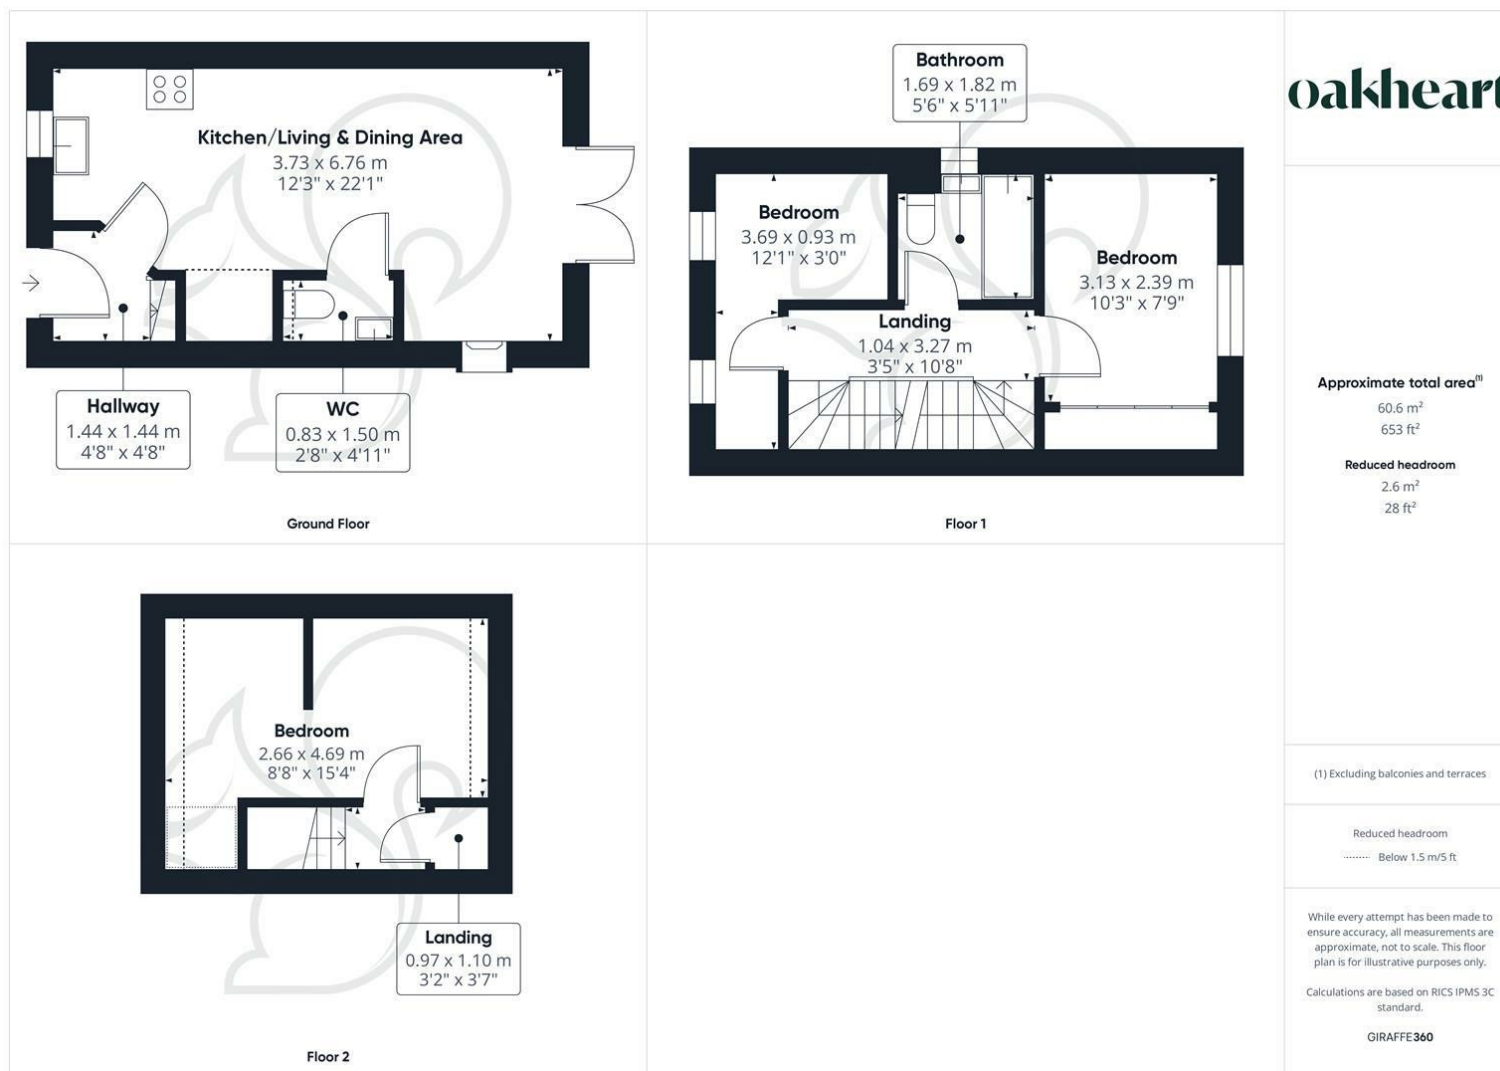 Kitchen/Living & Dining Area
3.73 x 6.76 m
12'3" x 22'1"
Hallway
1.44 x 1.44 m
4'8" x 4'8"
WC
0.83 x 1.50 m
2'8" x 4'11"
Ground Floor
Bathroom
1.69 x 1.82 m
5'6" x 5'11"
Bedroom
3.69 x 0.93 m
12'1" x 3'0"
Bedroom
3.13 x 2.39 m
10'3" x 7'9"
Landing
1.04 x 3.27 m
3'5" x 10'8"
Floor 1
Bedroom
2.66 x 4.69 m
8'8" x 15'4"
Landing
0.97 x 1.10 m
3'2" x 3'7"
Floor 2
oakheart
Approximate total area(1)
60.6 m²
653 ft²
Reduced headroom
2.6 m²
28 ft²
(1) Excluding balconies and terraces
Reduced headroom
Below 1.5 m/5 ft
While every attempt has been made to
ensure accuracy, all measurements are
approximate, not to scale. This floor
plan is for illustrative purposes only.
Calculations are based on RICS IPMS 3C
standard.
GIRAFFE360